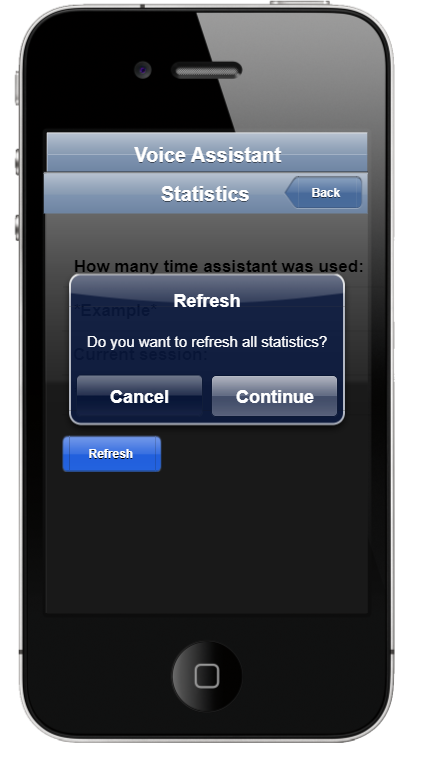 Voice Assistant
Statistics
Back
How many time assistant was used:
Refresh
*Example*
Do you want to refresh all statistics?
Current session:
Cancel
Continue
Refresh